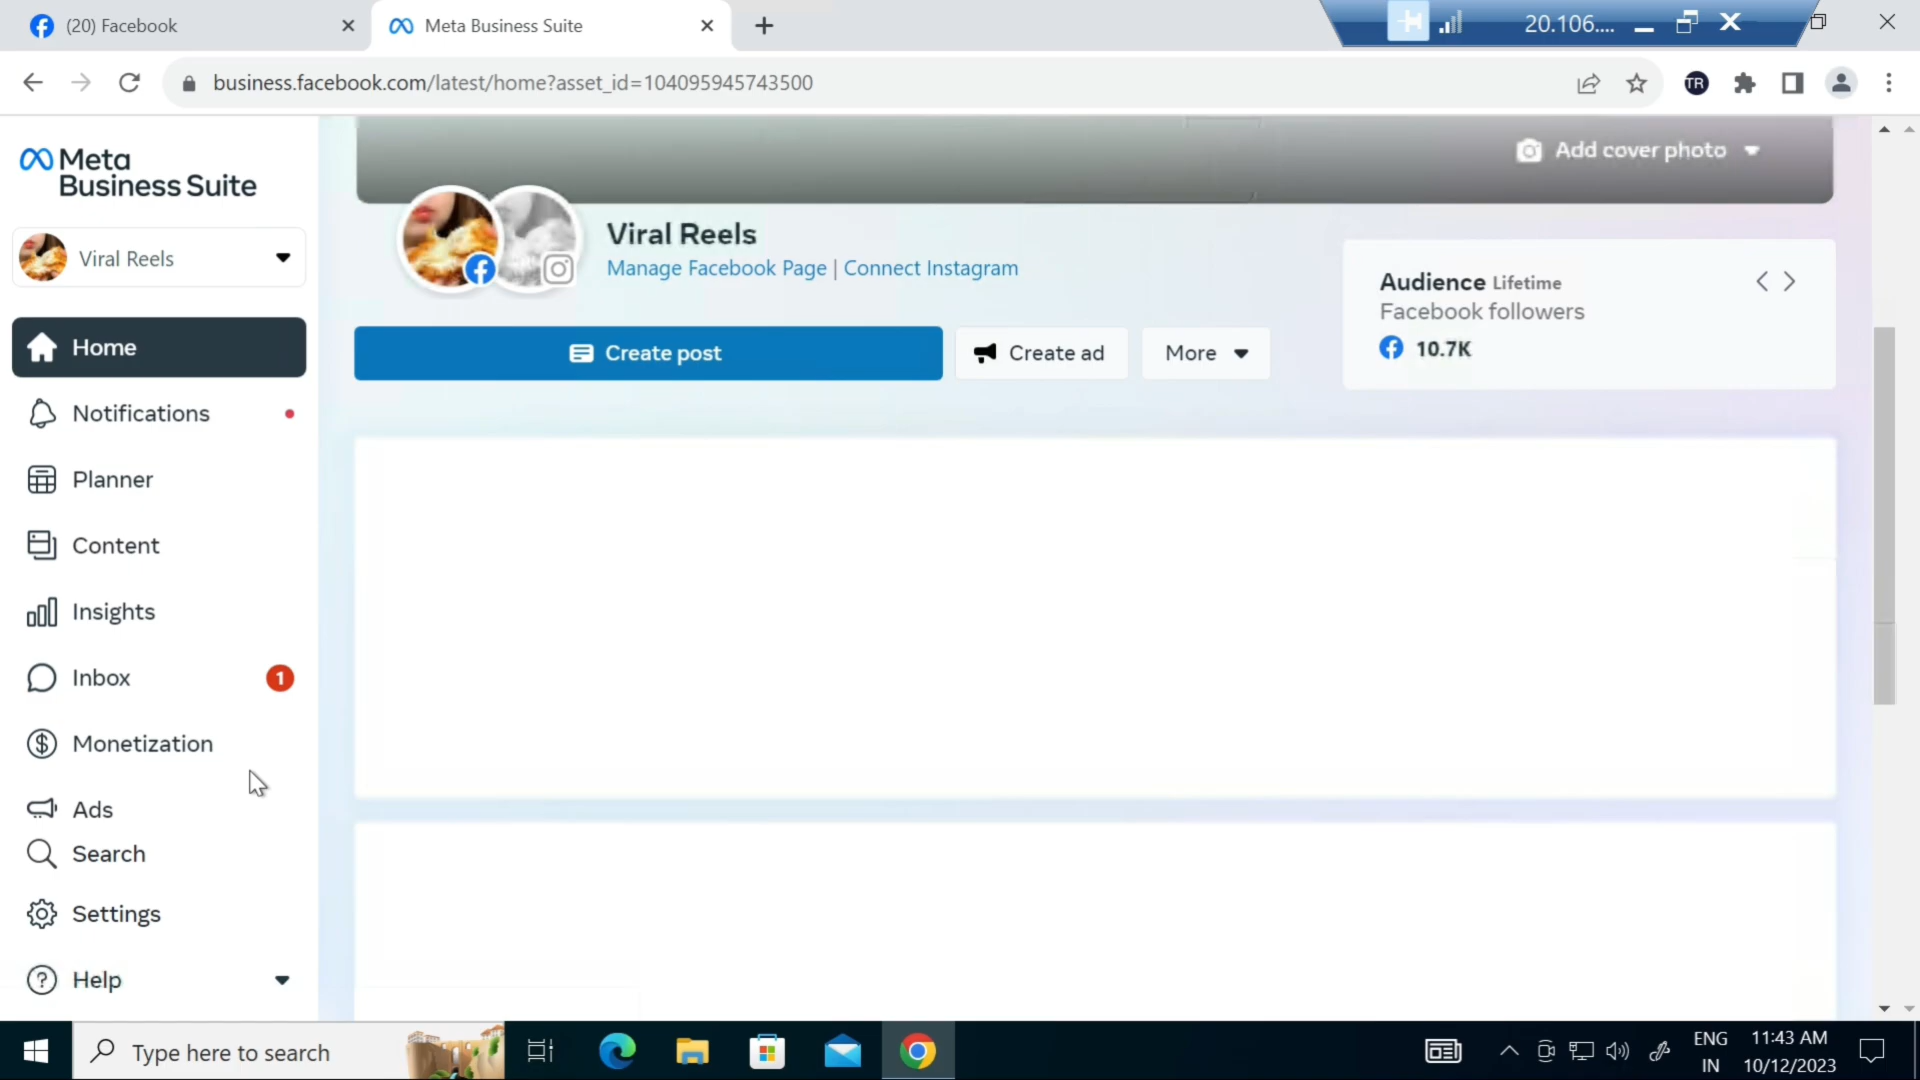 (20) Facebook
Meta Business Suite
20.106....
business.facebook.com/latest/home?asset_id=104095945743500
TR
Meta
Business Suite
Viral Reels
Home
Notifications
Planner
Content
Insights
Inbox 1
Monetization
Ads
Search
Settings
Help
Add cover photo
Viral Reels
Manage Facebook Page | Connect Instagram
Create post
Create ad
More
Audience Lifetime
Facebook followers
10.7K
Type here to search
ENG
IN
11:43 AM
10/12/2023